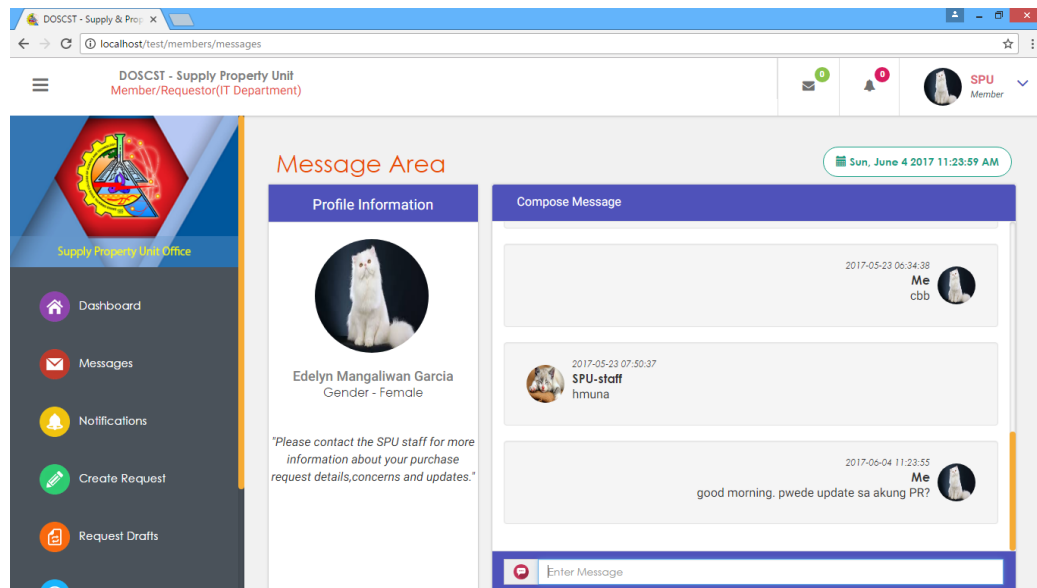 DOSCST - Supply & Prop
localhost/test/members/messages
DOSCST - Supply Property Unit
Member/Requestor(IT Department)
0
0
SPU
Member
Supply Property Unit Office
Dashboard
Messages
Notifications
Create Request
Request Drafts
Message Area
Sun, June 4 2017 11:23:59 AM
Profile Information
Edelyn Mangaliwan Garcia
Gender - Female
"Please contact the SPU staff for more
information about your purchase
request details,concerns and updates."
Compose Message
2017-05-23 06:34:38
Me
cbb
2017-05-23 07:50:37
SPU-staff
hmuna
2017-06-04 11:23:55
Me
good morning. pwede update sa akung PR?
Enter Message